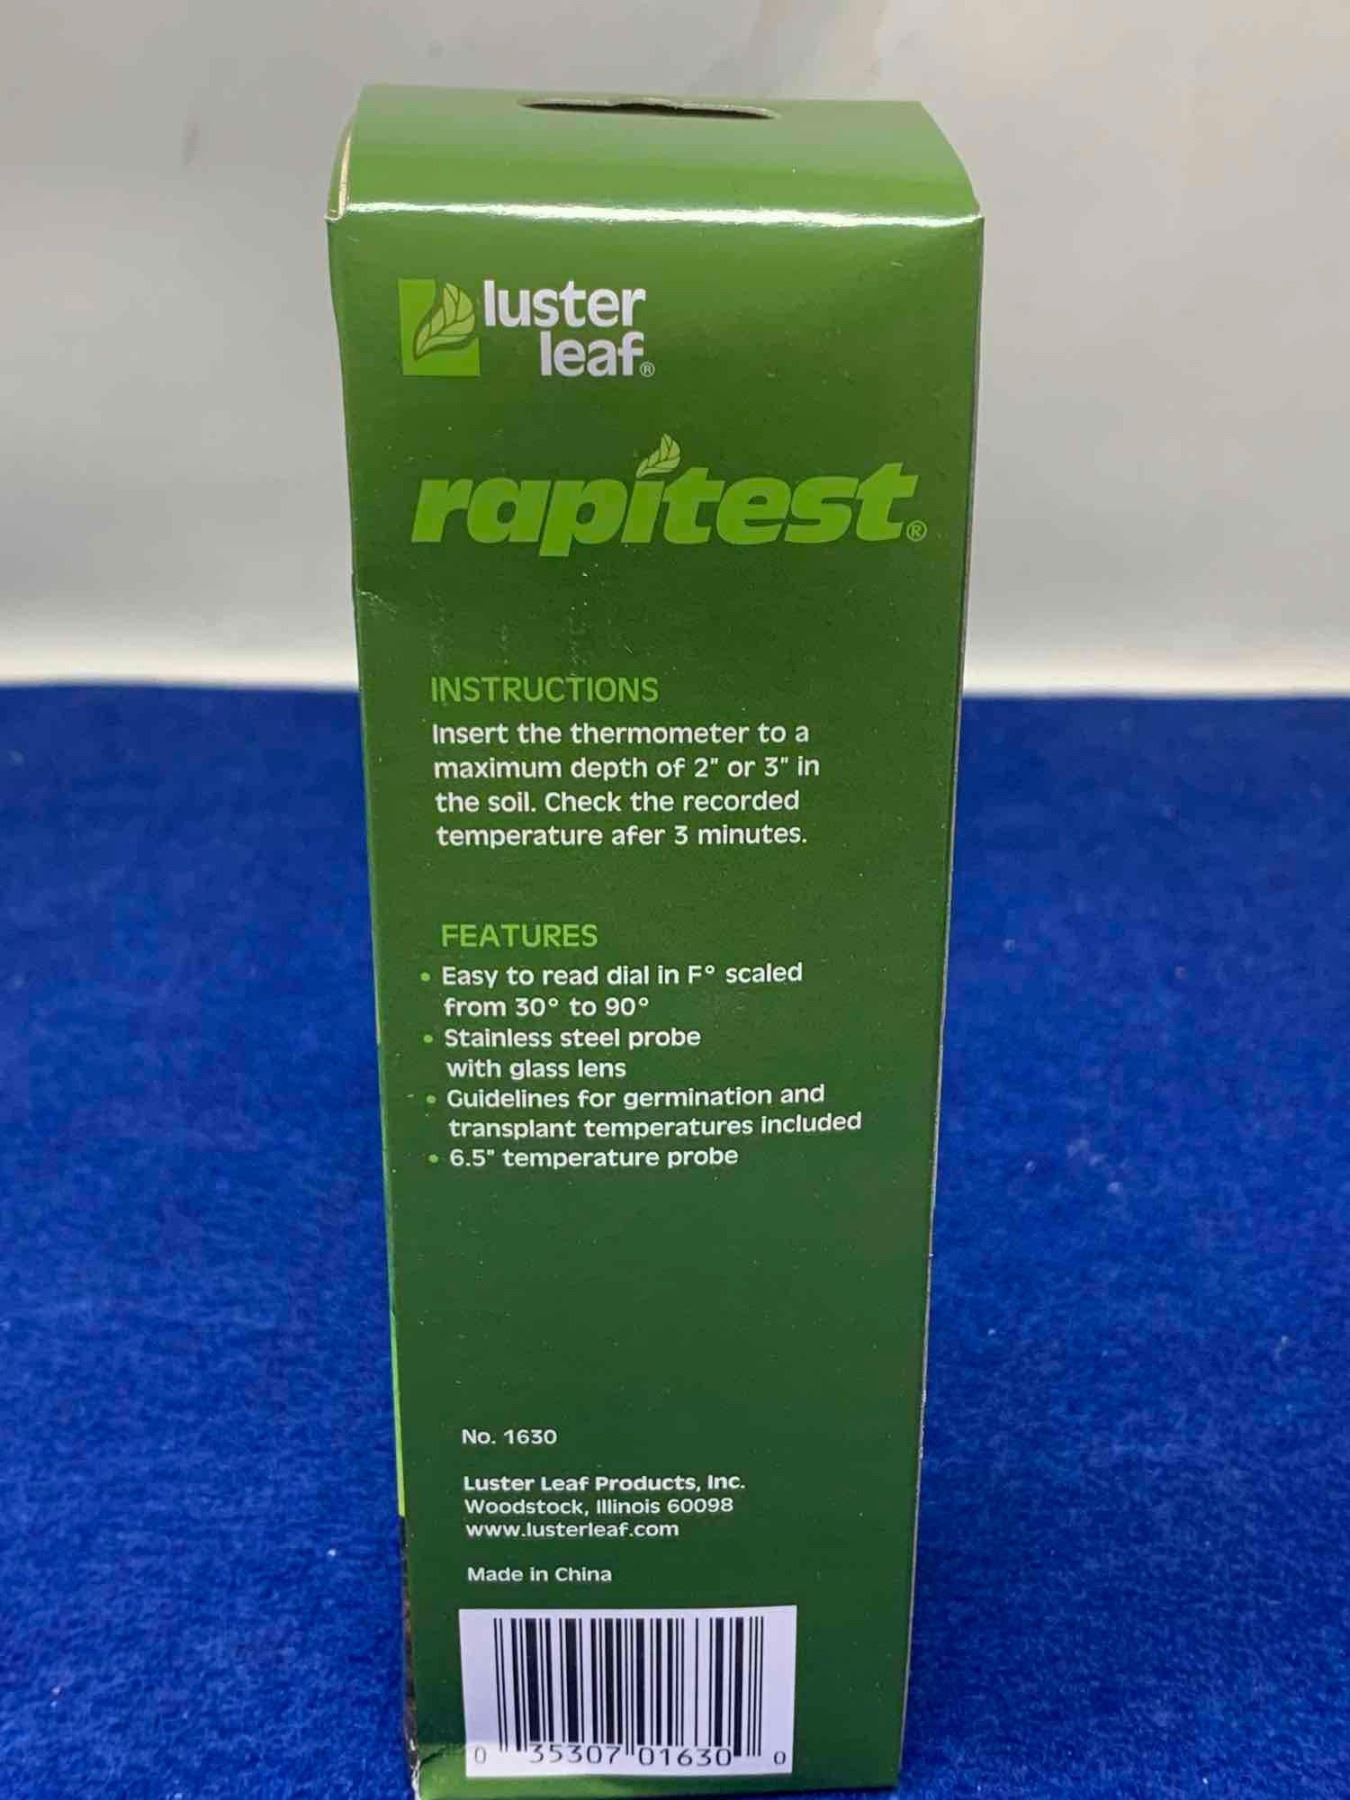 luster
leaf®
rapitest®
INSTRUCTIONS
Insert the thermometer to a
maximum depth of 2" or 3" in
the soil. Check the recorded
temperature afer 3 minutes.
FEATURES
• Easy to read dial in F° scaled
from 30° to 90°
• Stainless steel probe
with glass lens
• Guidelines for germination and
transplant temperatures included
• 6.5" temperature probe
No. 1630
Luster Leaf Products, Inc.
Woodstock, Illinois 60098
www.lusterleaf.com
Made in China
0 35307 01630 0